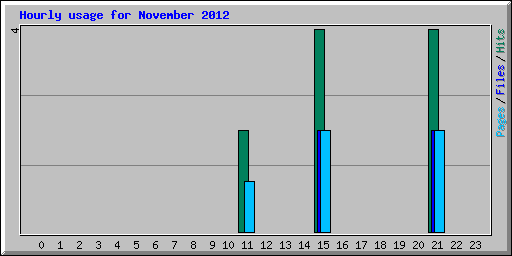 Hourly usage for November 2012
4
Pages/Files/Hits
0 1 2 3 4 5 6 7 8 9 10 11 12 13 14 15 16 17 18 19 20 21 22 23